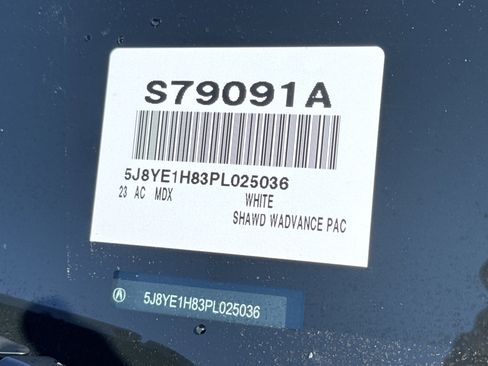 S79091A
5J8YE1H83PL025036
23 AC MDX WHITE
SHAWD WADVANCE PAC
5J8YE1H83PL025036